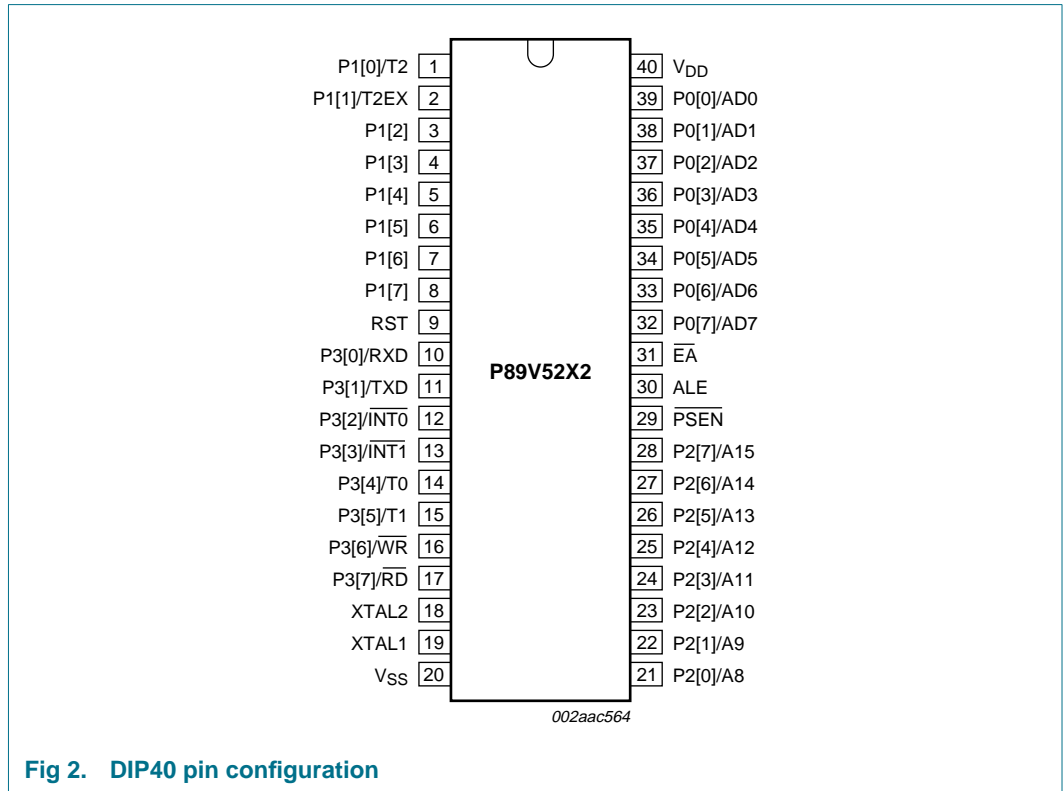 P1[0]/T2 1 40 VDD
P1[1]/T2EX 2 39 P0[0]/AD0
P1[2] 3 38 P0[1]/AD1
P1[3] 4 37 P0[2]/AD2
P1[4] 5 36 P0[3]/AD3
P1[5] 6 35 P0[4]/AD4
P1[6] 7 34 P0[5]/AD5
P1[7] 8 33 P0[6]/AD6
RST 9 32 P0[7]/AD7
P3[0]/RXD 10 31 E̅A̅
P89V52X2
P3[1]/TXD 11 30 ALE
P3[2]/I̅N̅T̅0̅ 12 29 P̅S̅E̅N̅
P3[3]/I̅N̅T̅1̅ 13 28 P2[7]/A15
P3[4]/T0 14 27 P2[6]/A14
P3[5]/T1 15 26 P2[5]/A13
P3[6]/W̅R̅ 16 25 P2[4]/A12
P3[7]/R̅D̅ 17 24 P2[3]/A11
XTAL2 18 23 P2[2]/A10
XTAL1 19 22 P2[1]/A9
VSS 20 21 P2[0]/A8
002aac564
Fig 2. DIP40 pin configuration